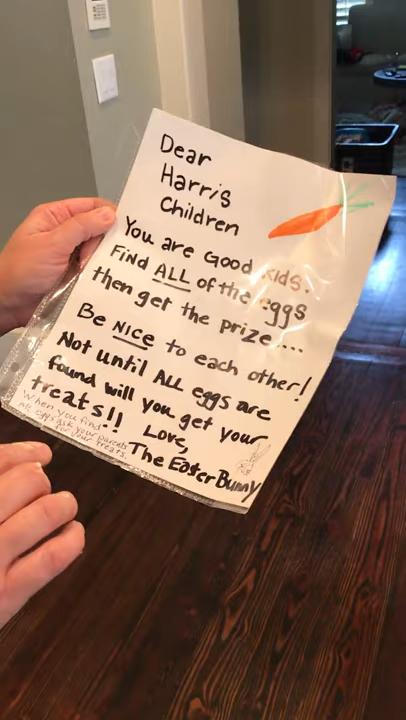 Dear
Harris
Children
You are Good kids.
Find ALL of the eggs
then get the prize....
Be NICE to each other!
Not until ALL eggs are
found will you get your
treats!!
Love,
The Easter Bunny
When you find
all eggs ask your parents
for your treats.